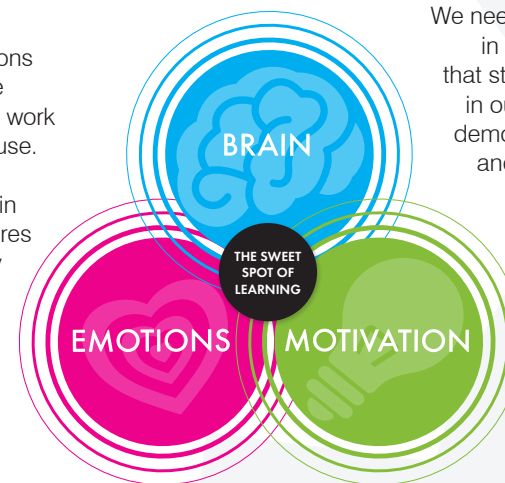 ons
e
work
use.
in
res
We nee
in
that st
in ou
demo
and
BRAIN
THE SWEET
SPOT OF
LEARNING
EMOTIONS
MOTIVATION